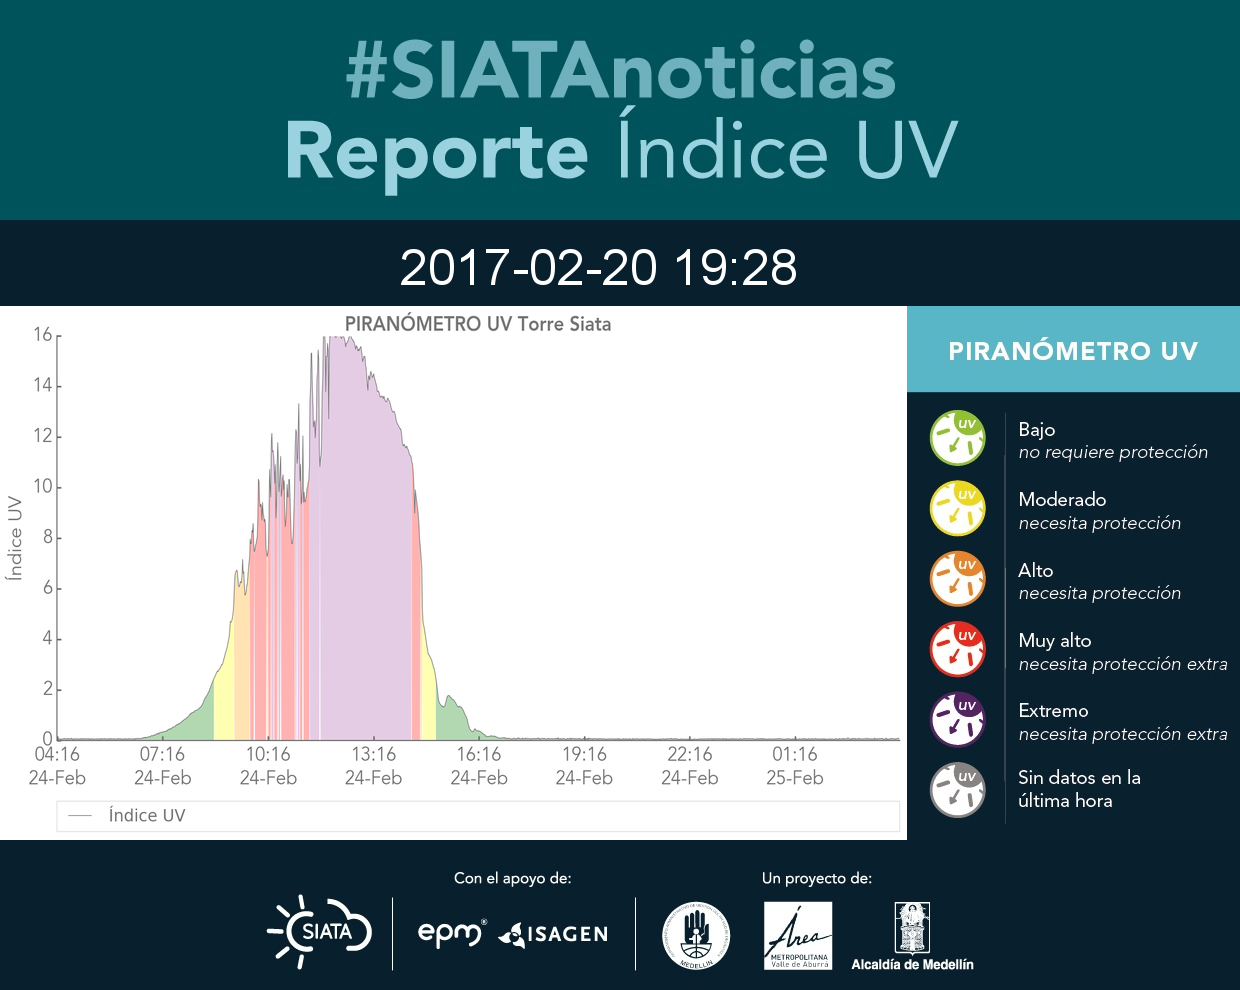 #SIATAnoticias
Reporte Índice UV
2017-02-20 19:28
PIRANÓMETRO UV Torre Siata
Índice UV
16
14
12
10
8
6
4
2
0
04:16 07:16 10:16 13:16 16:16 19:16 22:16 01:16
24-Feb 24-Feb 24-Feb 24-Feb 24-Feb 24-Feb 24-Feb 25-Feb
Índice UV
PIRANÓMETRO UV
UV
Bajo
no requiere protección
UV
Moderado
necesita protección
UV
Alto
necesita protección
UV
Muy alto
necesita protección extra
UV
Extremo
necesita protección extra
UV
Sin datos en la
última hora
Con el apoyo de:
Un proyecto de:
SIATA
epm®
ISAGEN
MEDELLÍN
Área
METROPOLITANA
Valle de Aburrá
Alcaldía de Medellín